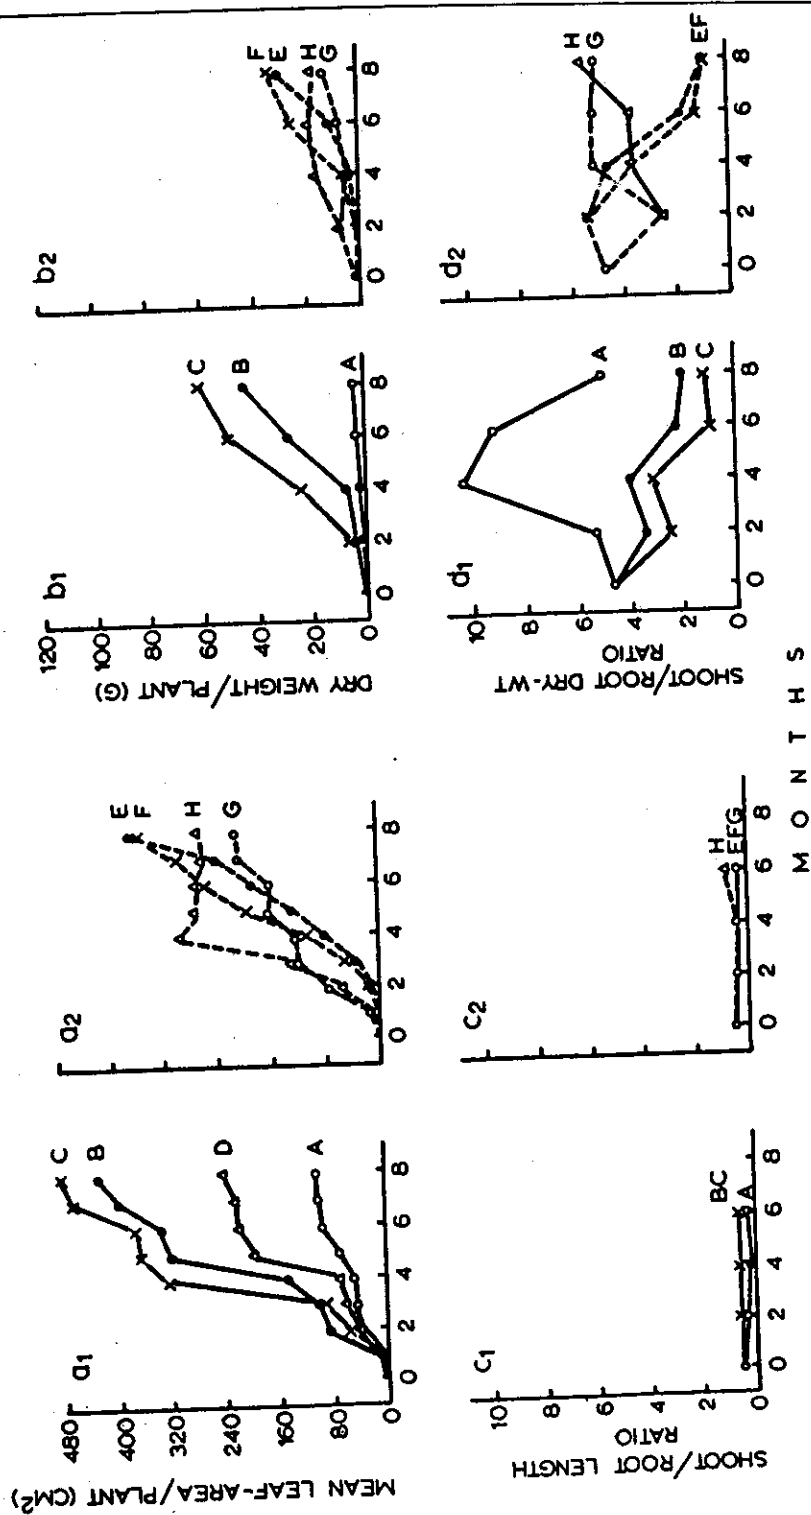 a1
MEAN LEAF-AREA/PLANT (CM²)
480
400
320
240
160
80
0
0 2 4 6 8
C
B
D
A
a2
0 2 4 6 8
E
F
H
G
b1
DRY WEIGHT/PLANT (G)
120
100
80
60
40
20
0
0 2 4 6 8
C
B
A
b2
0 2 4 6 8
F
E
H
G
c1
SHOOT/ROOT LENGTH
RATIO
10
8
6
4
2
0
0 2 4 6 8
BC
A
c2
0 2 4 6 8
H
EFG
d1
SHOOT/ROOT DRY-WT
RATIO
10
8
6
4
2
0
0 2 4 6 8
A
B
C
d2
0 2 4 6 8
H
G
EF
MONTHS